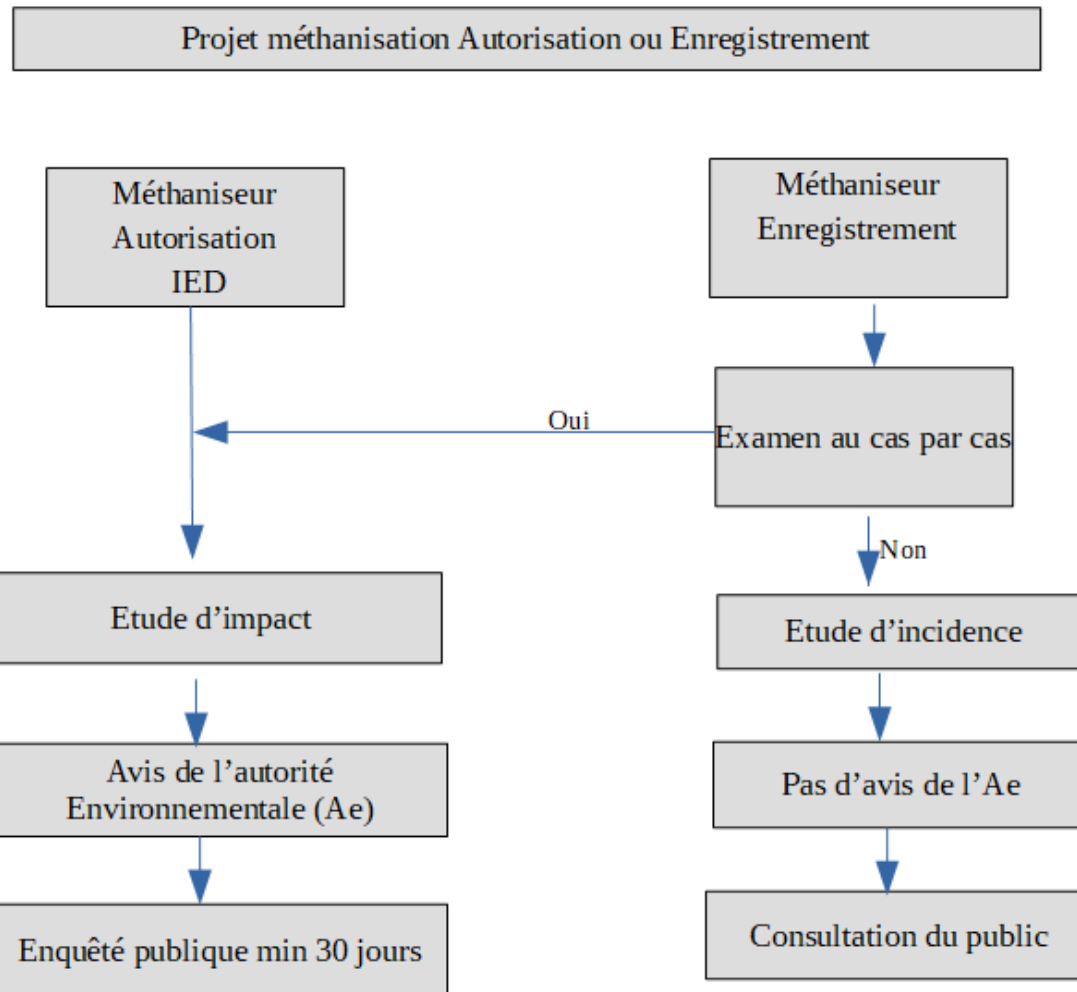 Projet méthanisation Autorisation ou Enregistrement
Méthaniseur
Autorisation
IED
Méthaniseur
Enregistrement
Oui
Examen au cas par cas
Non
Etude d’impact
Etude d’incidence
Avis de l’autorité
Environnementale (Ae)
Pas d’avis de l’Ae
Enquêté publique min 30 jours
Consultation du public